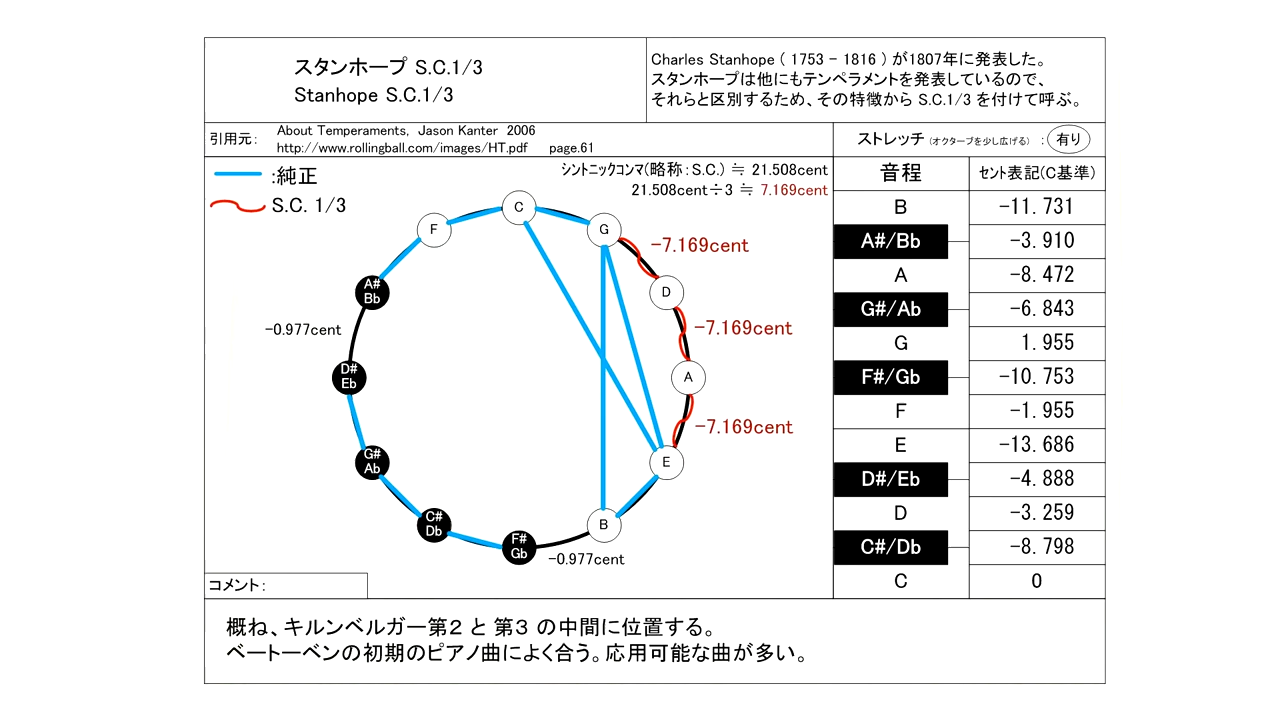 スタンホープ S.C.1/3
Stanhope S.C.1/3
Charles Stanhope ( 1753 - 1816 ) が1807年に発表した。
スタンホープは他にもテンペラメントを発表しているので、
それらと区別するため、その特徴から S.C.1/3 を付けて呼ぶ。
引用元:
About Temperaments, Jason Kanter 2006
http://www.rollingball.com/images/HT.pdf page.61
ストレッチ (オクターブを少し広げる) : 有り
:純正
S.C. 1/3
シントニックコンマ(略称:S.C.) ≒ 21.508cent
21.508cent÷3 ≒ 7.169cent
C
G
D
A
E
B
F#
Gb
C#
Db
G#
Ab
D#
Eb
A#
Bb
F
-7.169cent
-7.169cent
-7.169cent
-0.977cent
-0.977cent
音程 セント表記(C基準)
B -11.731
A#/Bb -3.910
A -8.472
G#/Ab -6.843
G 1.955
F#/Gb -10.753
F -1.955
E -13.686
D#/Eb -4.888
D -3.259
C#/Db -8.798
C 0
コメント:
概ね、キルンベルガー第2 と 第3 の中間に位置する。
ベートーベンの初期のピアノ曲によく合う。応用可能な曲が多い。